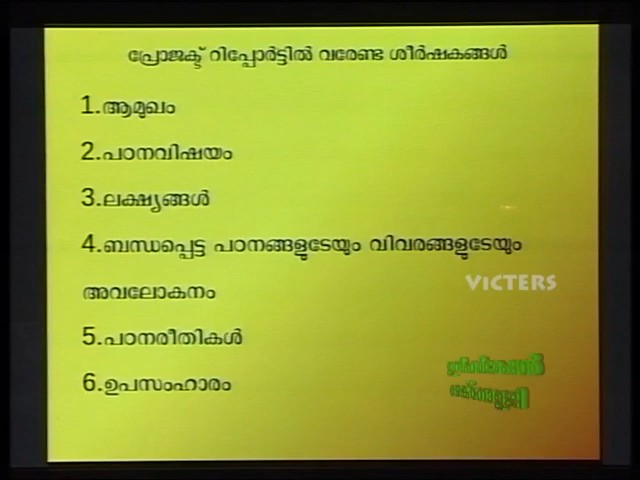 പ്രോജക്ട് റിപ്പോർട്ടിൽ വരേണ്ട ശീർഷകങ്ങൾ
1.ആമുഖം
2.പഠനവിഷയം
3.ലക്ഷ്യങ്ങൾ
4.ബന്ധപ്പെട്ട പഠനങ്ങളുടേയും വിവരങ്ങളുടേയും
അവലോകനം
VICTERS
5.പഠനരീതികൾ
6.ഉപസംഹാരം